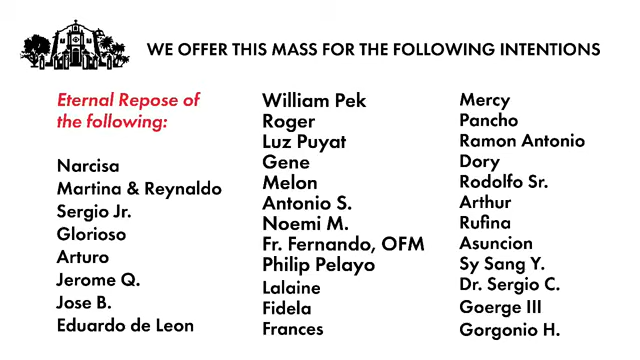 WE OFFER THIS MASS FOR THE FOLLOWING INTENTIONS
Eternal Repose of
the following:
Narcisa
Martina & Reynaldo
Sergio Jr.
Glorioso
Arturo
Jerome Q.
Jose B.
Eduardo de Leon
William Pek
Roger
Luz Puyat
Gene
Melon
Antonio S.
Noemi M.
Fr. Fernando, OFM
Philip Pelayo
Lalaine
Fidela
Frances
Mercy
Pancho
Ramon Antonio
Dory
Rodolfo Sr.
Arthur
Rufina
Asuncion
Sy Sang Y.
Dr. Sergio C.
Goerge III
Gorgonio H.